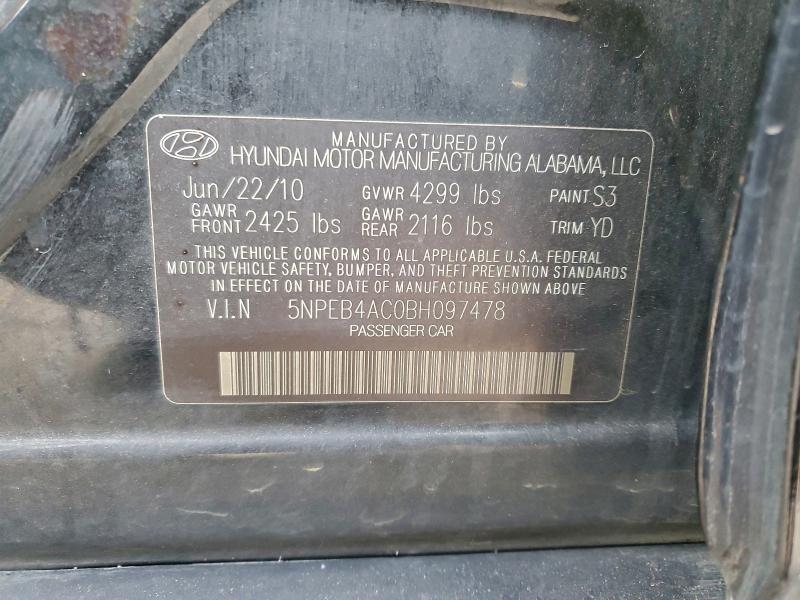 MANUFACTURED BY
HYUNDAI MOTOR MANUFACTURING ALABAMA, LLC
Jun/22/10 GVWR 4299 lbs PAINT S3
GAWR FRONT 2425 lbs GAWR REAR 2116 lbs TRIM YD
THIS VEHICLE CONFORMS TO ALL APPLICABLE U.S.A. FEDERAL
MOTOR VEHICLE SAFETY, BUMPER, AND THEFT PREVENTION STANDARDS
IN EFFECT ON THE DATE OF MANUFACTURE SHOWN ABOVE
V.I.N 5NPEB4AC0BH097478
PASSENGER CAR